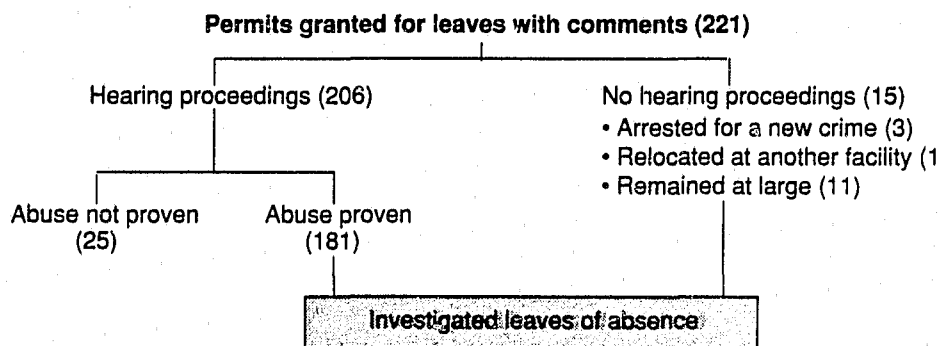 Permits granted for leaves with comments (221)
Hearing proceedings (206)
No hearing proceedings (15)
• Arrested for a new crime (3)
• Relocated at another facility (1
• Remained at large (11)
Abuse not proven
(25)
Abuse proven
(181)
Investigated leaves of absence